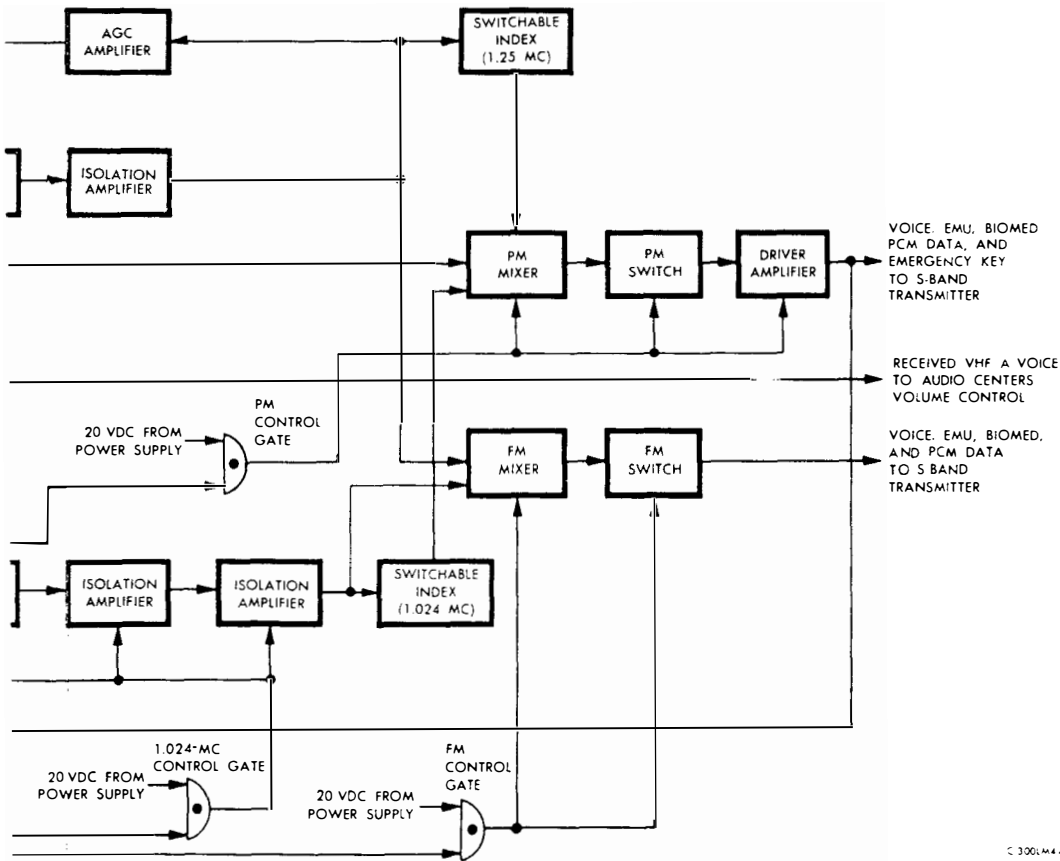 AGC
AMPLIFIER
SWITCHABLE
INDEX
(1.25 MC)
ISOLATION
AMPLIFIER
PM
MIXER
PM
SWITCH
DRIVER
AMPLIFIER
VOICE. EMU, BIOMED
PCM DATA, AND
EMERGENCY KEY
TO S-BAND
TRANSMITTER
RECEIVED VHF A VOICE
TO AUDIO CENTERS
VOLUME CONTROL
20 VDC FROM
POWER SUPPLY
PM
CONTROL
GATE
FM
MIXER
FM
SWITCH
VOICE. EMU, BIOMED,
AND PCM DATA
TO S BAND
TRANSMITTER
ISOLATION
AMPLIFIER
ISOLATION
AMPLIFIER
SWITCHABLE
INDEX
(1.024 MC)
1.024-MC
CONTROL GATE
20 VDC FROM
POWER SUPPLY
FM
CONTROL
GATE
20 VDC FROM
POWER SUPPLY